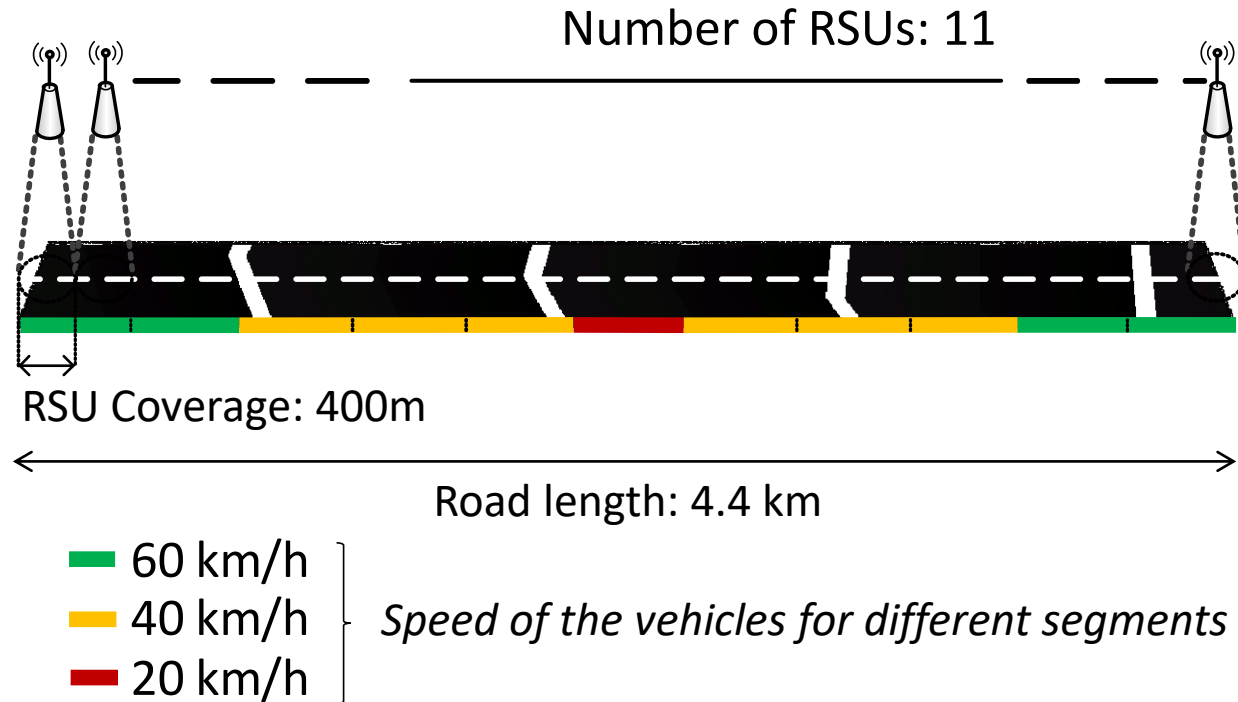 Number of RSUs: 11
RSU Coverage: 400m
Road length: 4.4 km
60 km/h
40 km/h
20 km/h
Speed of the vehicles for different segments